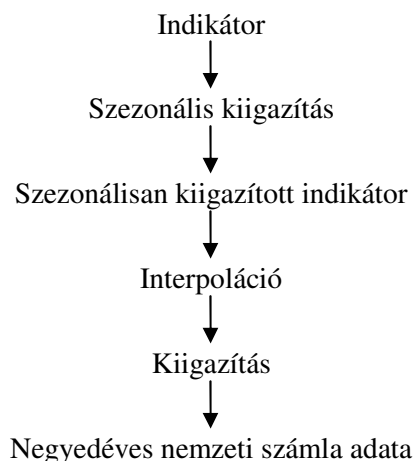 Indikátor
Szezonális kiigazítás
Szezonálisan kiigazított indikátor
Interpoláció
Kiigazítás
Negyedéves nemzeti számla adata